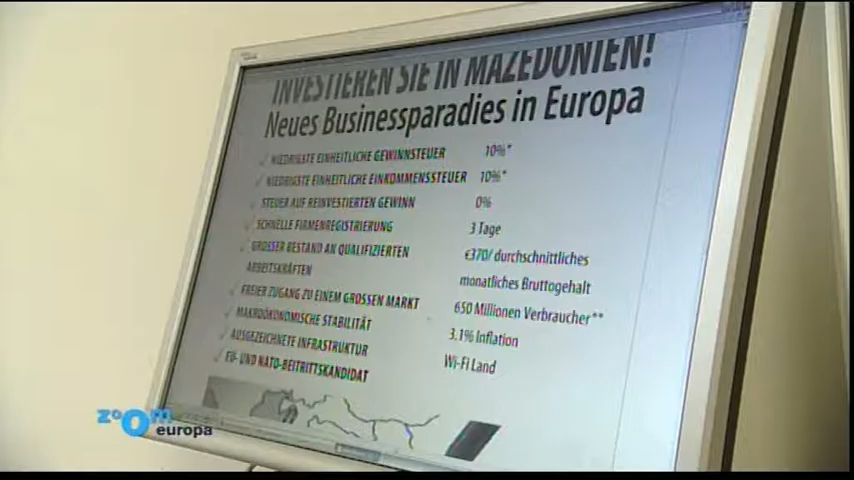 INVESTIEREN SIE IN MAZEDONIEN!
Neues Businessparadies in Europa
NIEDRIGSTE EINHEITLICHE GEWINNSTEUER 10%*
NIEDRIGSTE EINHEITLICHE EINKOMMENSSTEUER 10%*
STEUER AUF REINVESTIERTEN GEWINN 0%
SCHNELLE FIRMENREGISTRIERUNG 3 Tage
GROSSER BESTAND AN QUALIFIZIERTEN €370/ durchschnittliches
ARBEITSKRÄFTEN monatliches Bruttogehalt
FREIER ZUGANG ZU EINEM GROSSEN MARKT 650 Millionen Verbraucher**
MAKROÖKONOMISCHE STABILITÄT 3.1% Inflation
AUSGEZEICHNETE INFRASTRUKTUR Wi-Fi Land
EU- UND NATO-BEITRITTSKANDIDAT
zoom
europa